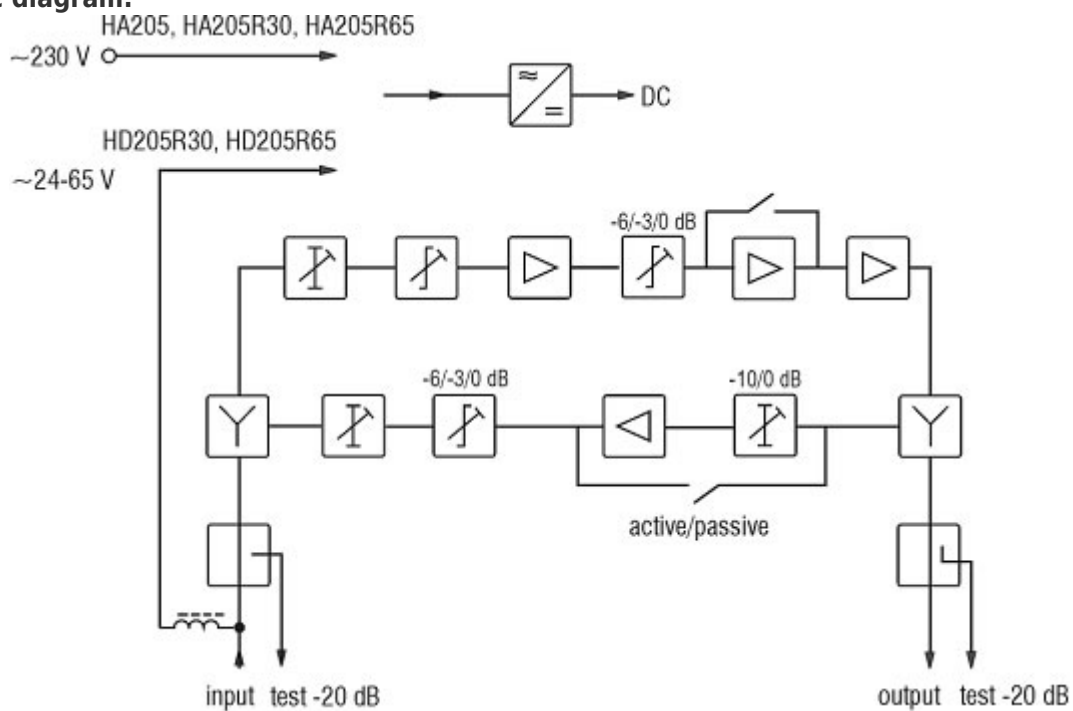 diagram:
HA205, HA205R30, HA205R65
~230 V
DC
HD205R30, HD205R65
~24-65 V
-6/-3/0 dB
-6/-3/0 dB
-10/0 dB
active/passive
input test -20 dB
output test -20 dB